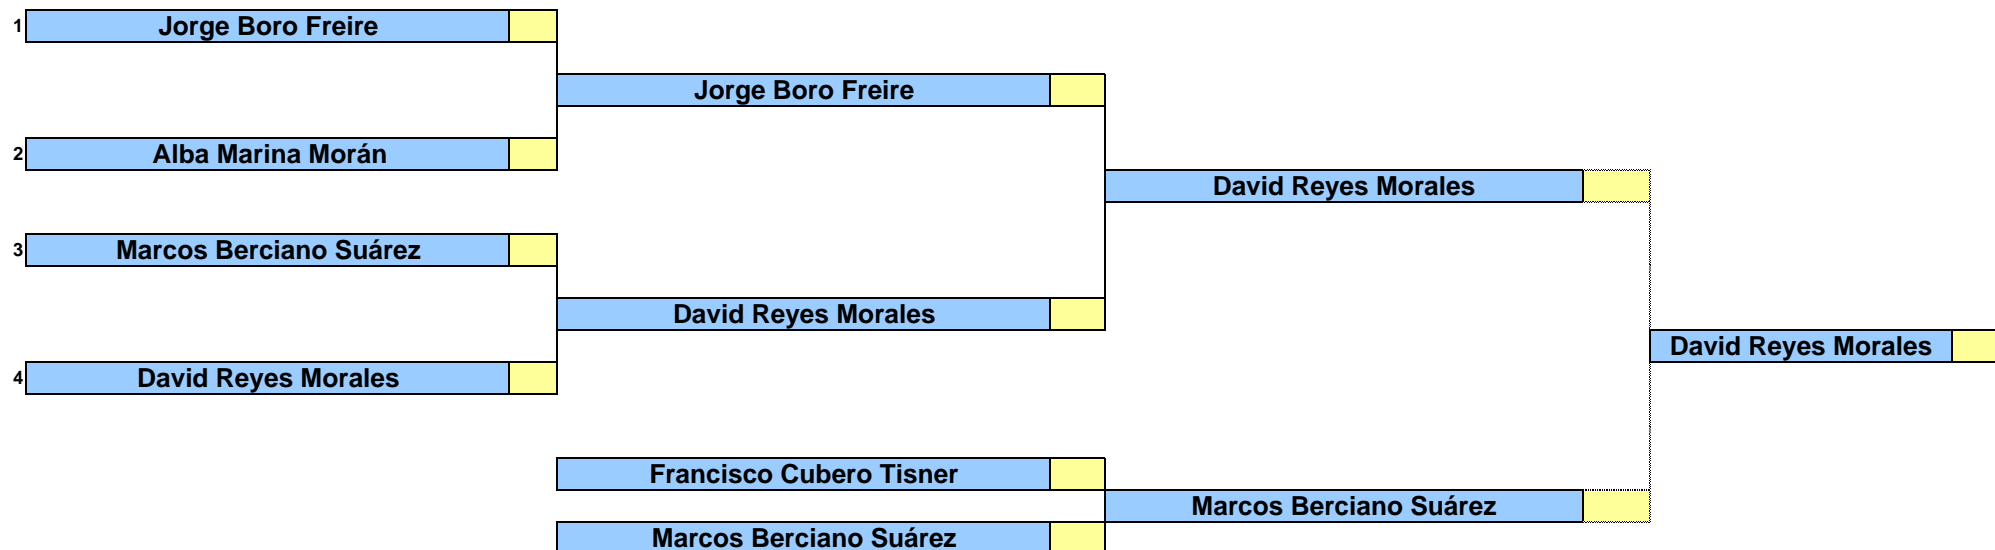 1 Jorge Boro Freire
Jorge Boro Freire
2 Alba Marina Morán
David Reyes Morales
3 Marcos Berciano Suárez
David Reyes Morales
David Reyes Morales
4 David Reyes Morales
Francisco Cubero Tisner
Marcos Berciano Suárez
Marcos Berciano Suárez